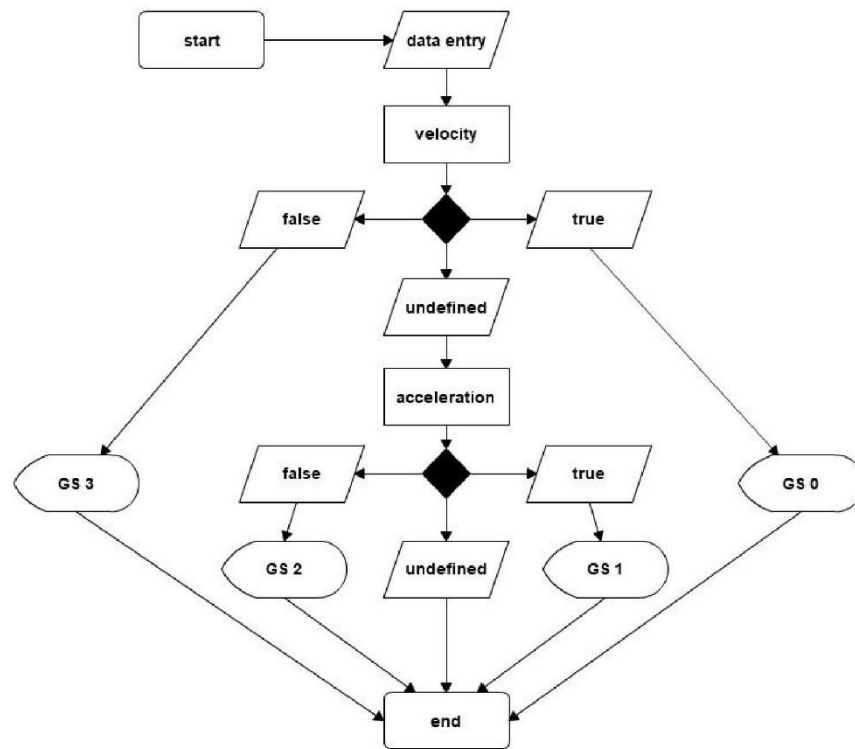 start
data entry
velocity
false
true
undefined
acceleration
false
true
GS 3
GS 0
GS 2
undefined
GS 1
end